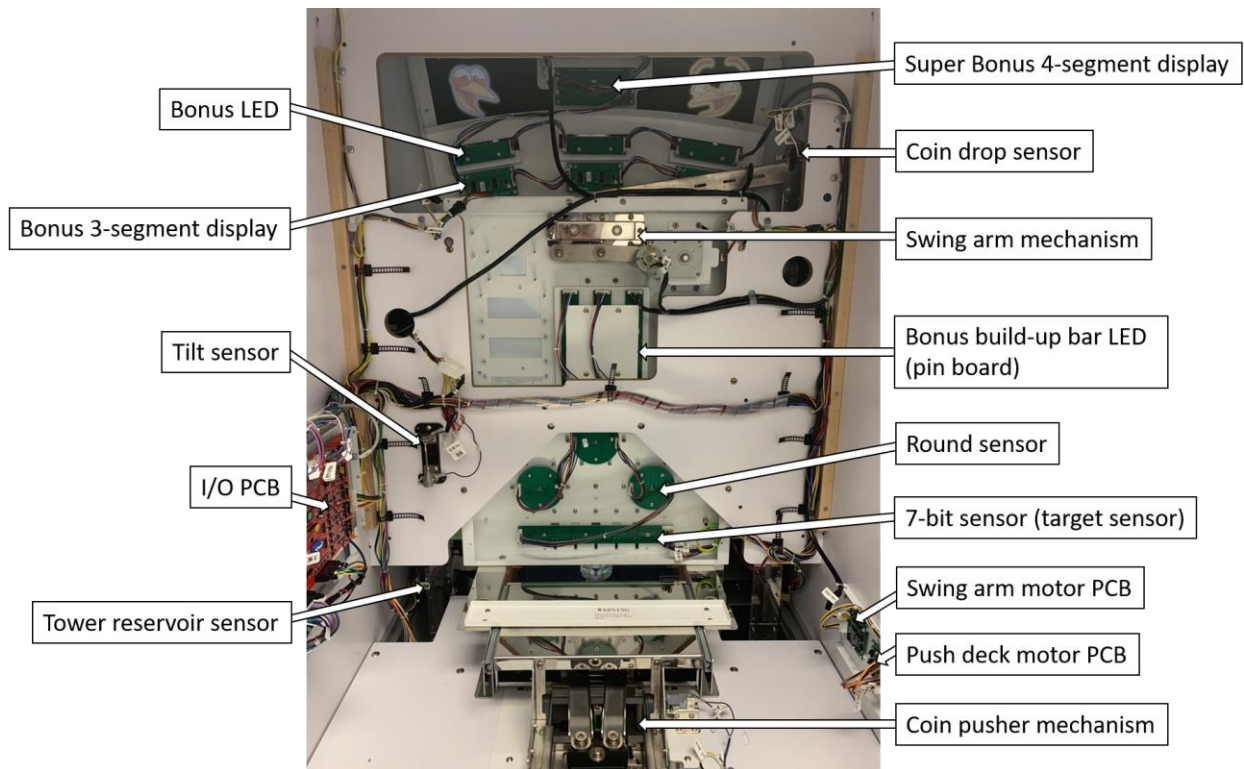 Super Bonus 4-segment display
Bonus LED
Coin drop sensor
Bonus 3-segment display
Swing arm mechanism
Tilt sensor
Bonus build-up bar LED
(pin board)
I/O PCB
Round sensor
7-bit sensor (target sensor)
Swing arm motor PCB
WARNING
Tower reservoir sensor
Push deck motor PCB
Coin pusher mechanism